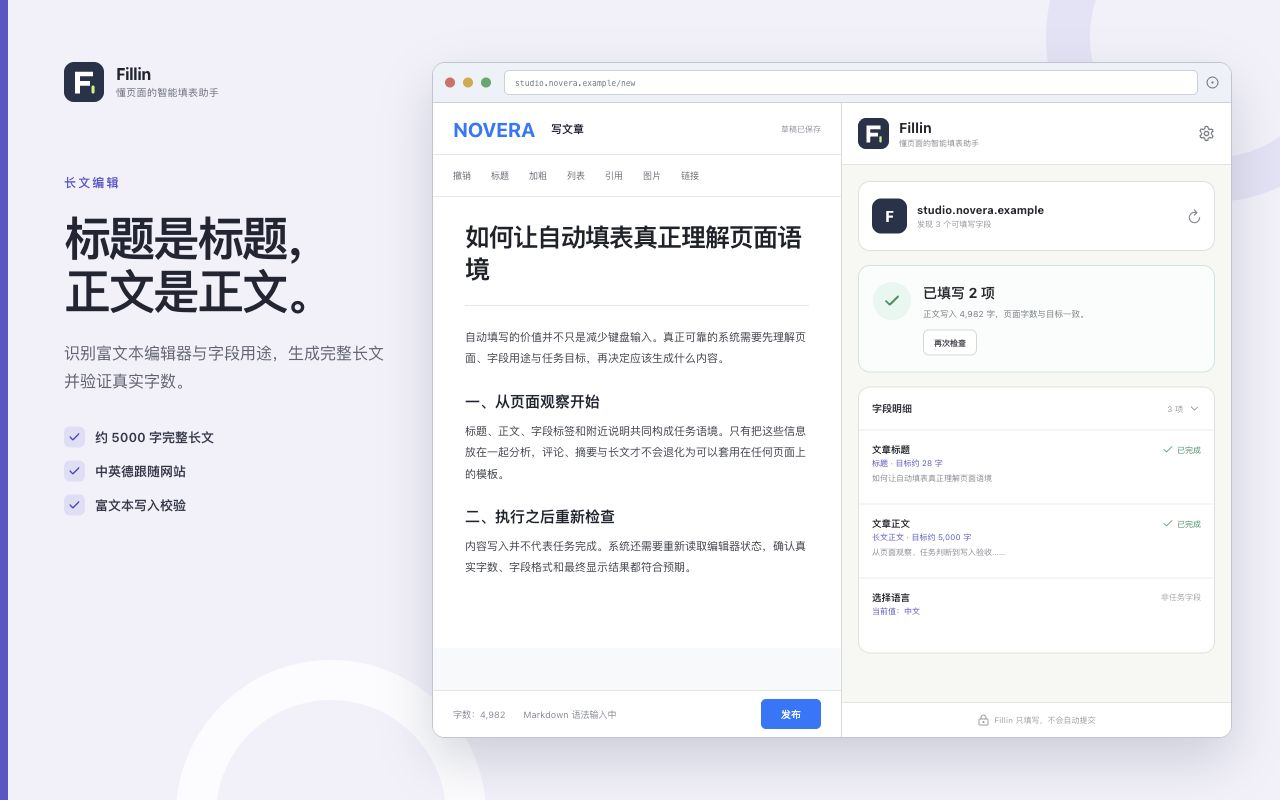 Fillin
懂页面的智能填表助手
长文编辑
标题是标题，
正文是正文。
识别富文本编辑器与字段用途，生成完整长文
并验证真实字数。
约 5000 字完整长文
中英德跟随网站
富文本写入校验
studio.novera.example/new
NOVERA 写文章 草稿已保存
撤销 标题 加粗 列表 引用 图片 链接
如何让自动填表真正理解页面语
境
自动填写的价值并不只是减少键盘输入。真正可靠的系统需要先理解页
面、字段用途与任务目标，再决定应该生成什么内容。
一、从页面观察开始
标题、正文、字段标签和附近说明共同构成任务语境。只有把这些信息
放在一起分析，评论、摘要与长文才不会退化为可以套用在任何页面上
的模板。
二、执行之后重新检查
内容写入并不代表任务完成。系统还需要重新读取编辑器状态，确认真
实字数、字段格式和最终显示结果都符合预期。
字数：4,982 Markdown 语法输入中 发布
Fillin
懂页面的智能填表助手
F
studio.novera.example
发现 3 个可填写字段
已填写 2 项
正文写入 4,982 字，页面字数与目标一致。
再次检查
字段明细 3 项
文章标题 已完成
标题 · 目标约 28 字
如何让自动填表真正理解页面语境
文章正文 已完成
长文正文 · 目标约 5,000 字
从页面观察、任务判断到写入验收……
选择语言 非任务字段
当前值：中文
Fillin 只填写，不会自动提交